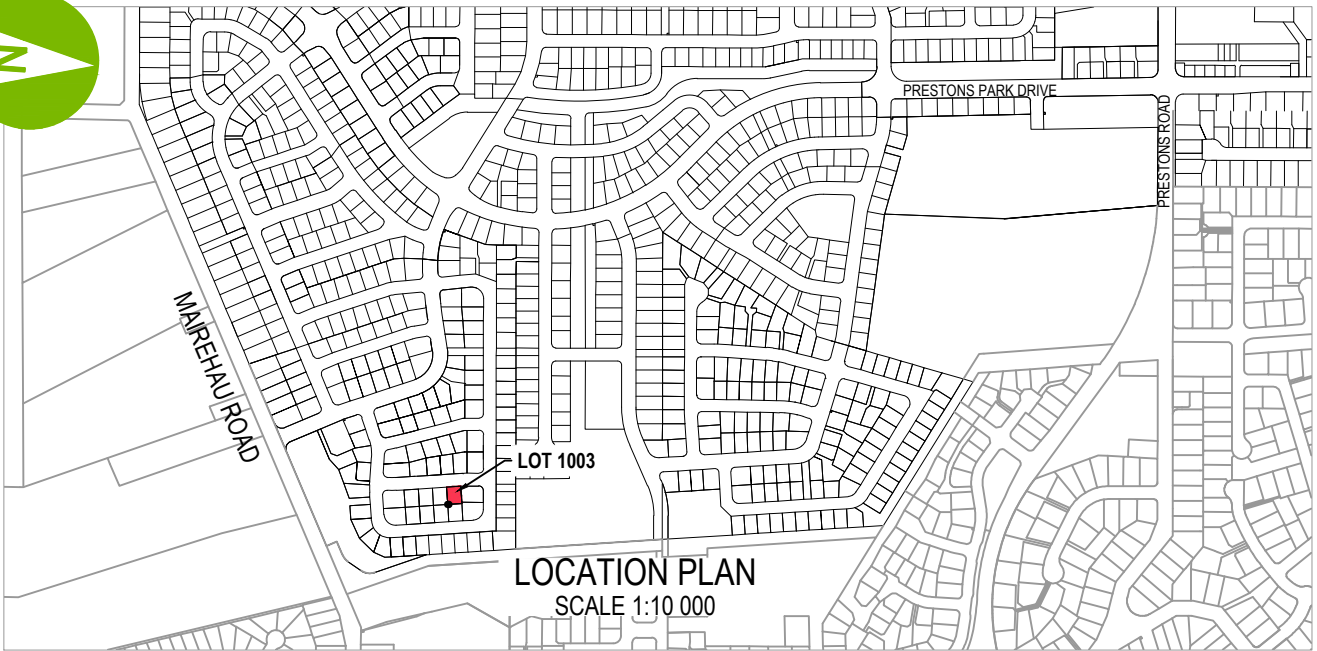 N
PRESTONS PARK DRIVE
PRESTONS ROAD
MAIREHAU ROAD
LOT 1003
LOCATION PLAN
SCALE 1:10 000